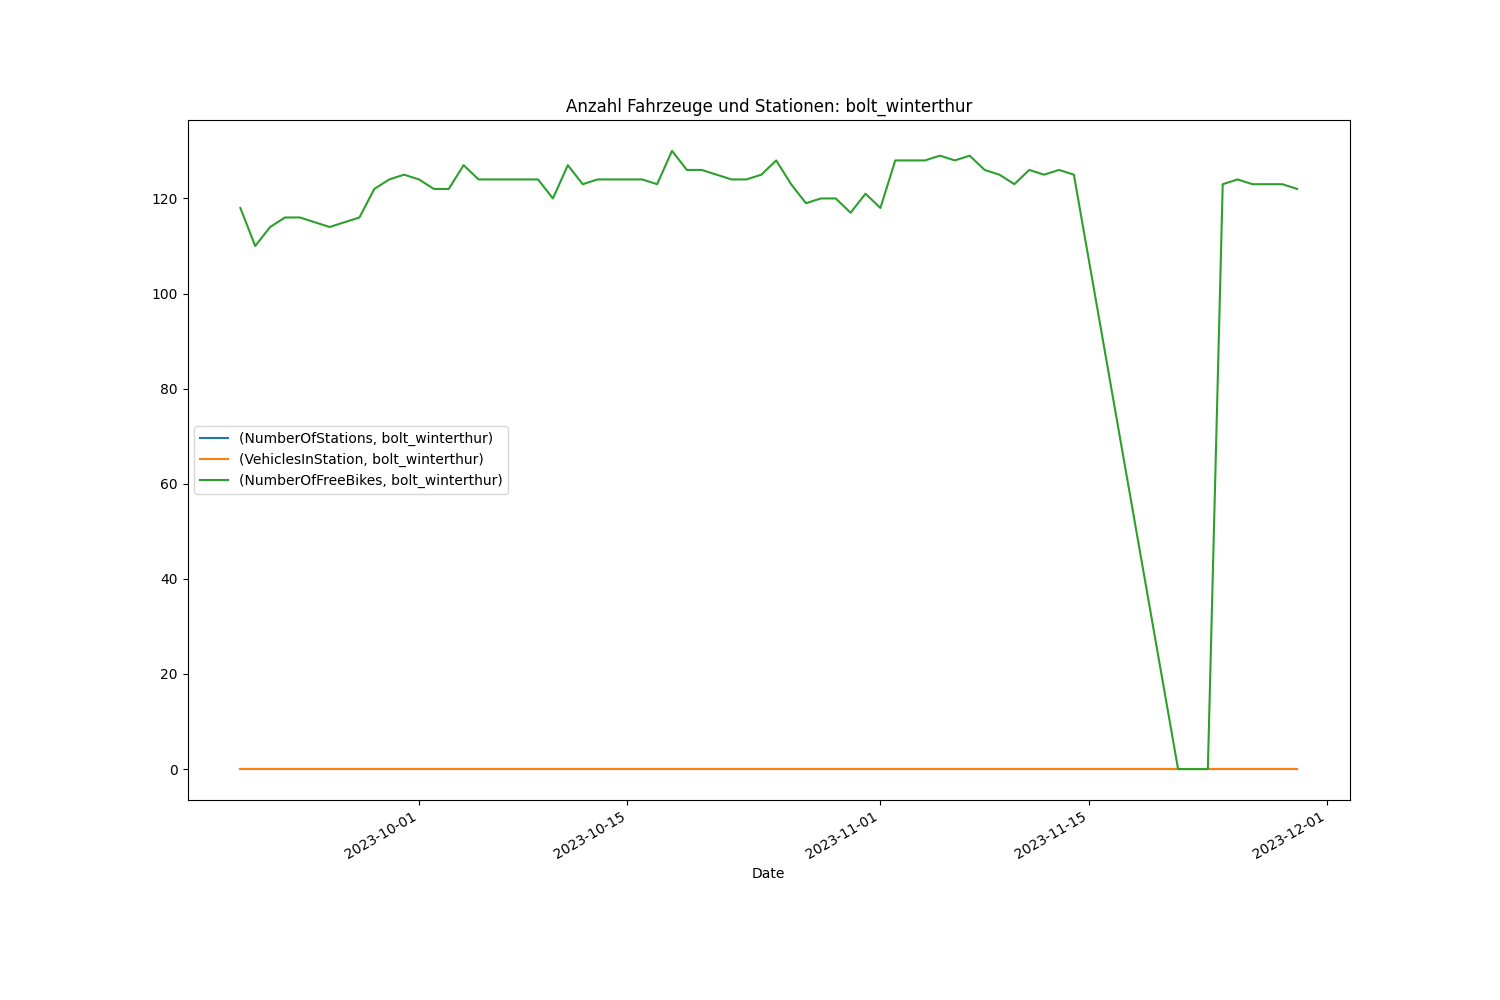 Anzahl Fahrzeuge und Stationen: bolt_winterthur
120
100
80
60
40
20
0
(NumberOfStations, bolt_winterthur)
(VehiclesInStation, bolt_winterthur)
(NumberOfFreeBikes, bolt_winterthur)
2023-10-01
2023-10-15
2023-11-01
2023-11-15
2023-12-01
Date